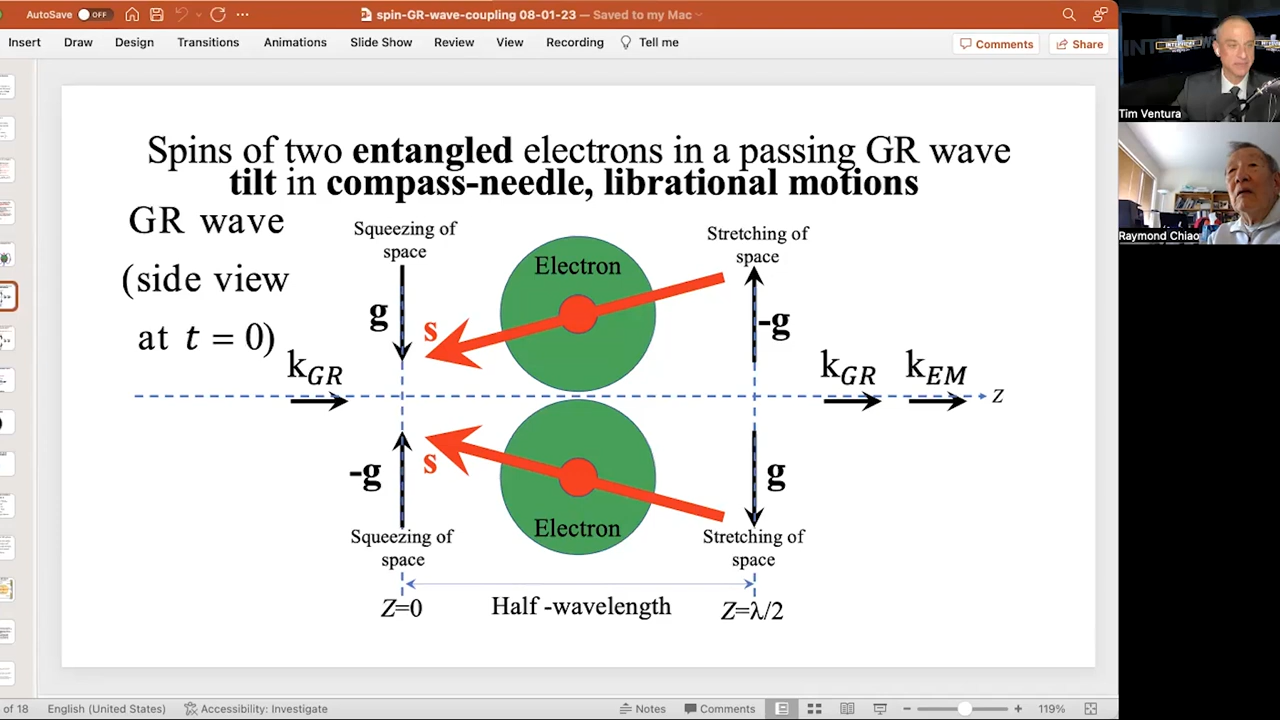 AutoSave OFF
spin-GR-wave-coupling 08-01-23 — Saved to my Mac
Insert Draw Design Transitions Animations Slide Show Review View Recording Tell me
Comments Share
Spins of two entangled electrons in a passing GR wave
tilt in compass-needle, librational motions
GR wave
(side view
at t = 0)
Squeezing of
space
Electron
Stretching of
space
g
s
-g
kGR
kGR
kEM
z
-g
s
g
Squeezing of
space
Electron
Stretching of
space
Z=0
Half -wavelength
Z=λ/2
Tim Ventura
Raymond Chiao
of 18 English (United States) Accessibility: Investigate Notes Comments 119%